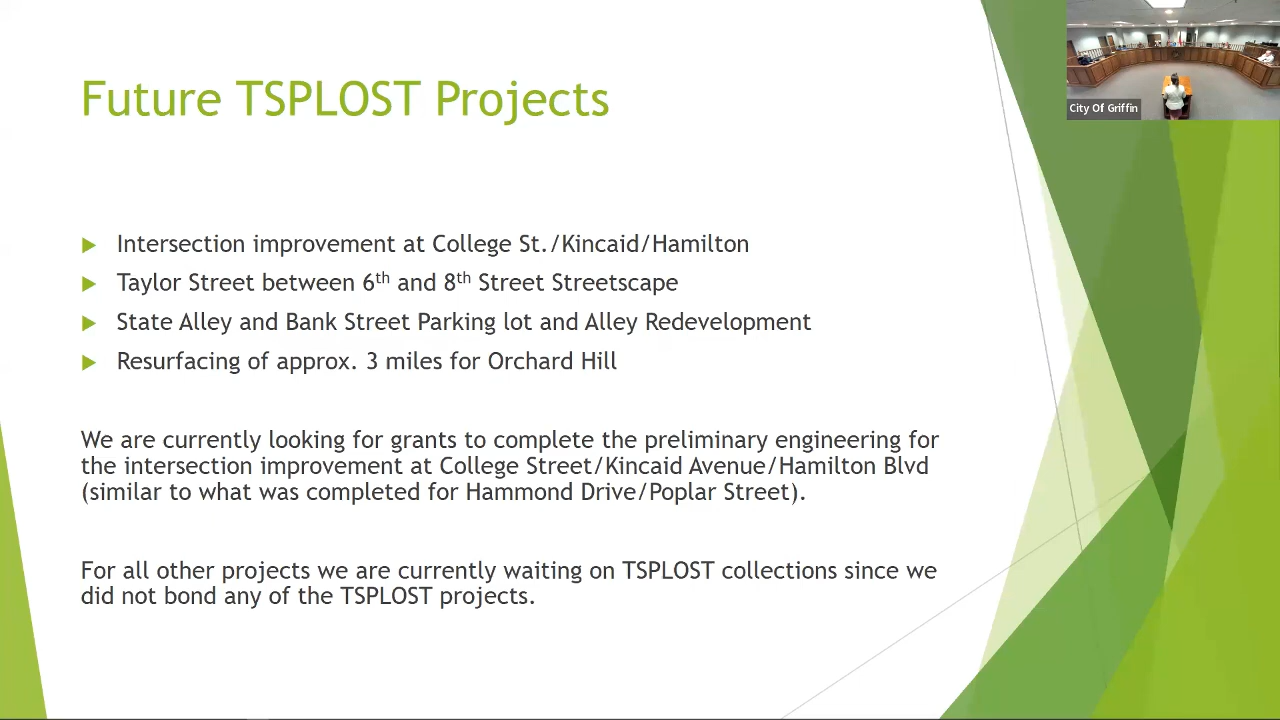 Future TSPLOST Projects
City Of Griffin
Intersection improvement at College St./Kincaid/Hamilton
Taylor Street between 6th and 8th Street Streetscape
State Alley and Bank Street Parking lot and Alley Redevelopment
Resurfacing of approx. 3 miles for Orchard Hill
We are currently looking for grants to complete the preliminary engineering for
the intersection improvement at College Street/Kincaid Avenue/Hamilton Blvd
(similar to what was completed for Hammond Drive/Poplar Street).
For all other projects we are currently waiting on TSPLOST collections since we
did not bond any of the TSPLOST projects.